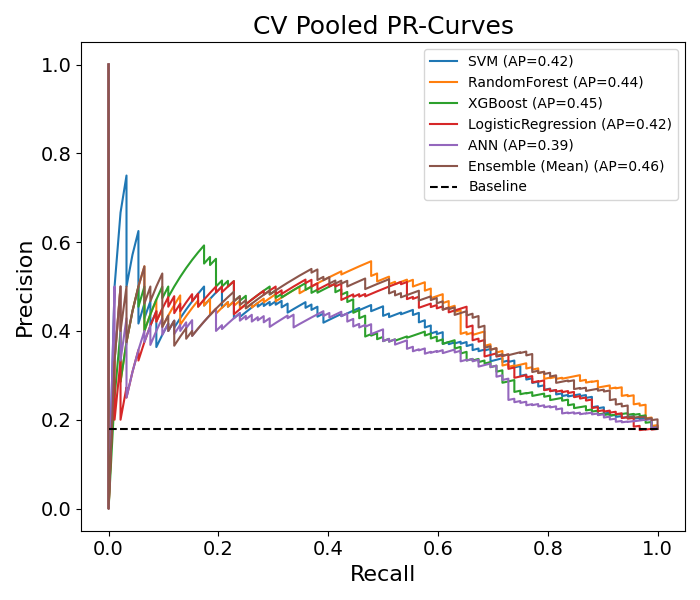 CV Pooled PR-Curves
SVM (AP=0.42)
RandomForest (AP=0.44)
XGBoost (AP=0.45)
LogisticRegression (AP=0.42)
ANN (AP=0.39)
Ensemble (Mean) (AP=0.46)
Baseline
Precision
1.0
0.8
0.6
0.4
0.2
0.0
0.0 0.2 0.4 0.6 0.8 1.0
Recall